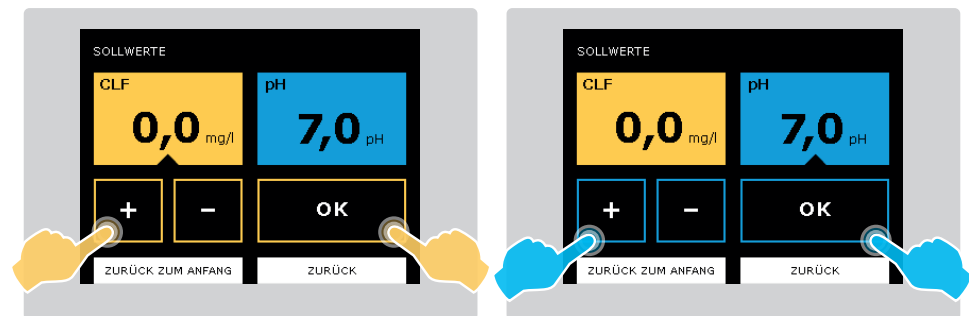 SOLLWERTE
CLF
0,0 mg/l
pH
7,0 pH
+
-
OK
ZURÜCK ZUM ANFANG
ZURÜCK
SOLLWERTE
CLF
0,0 mg/l
pH
7,0 pH
+
-
OK
ZURÜCK ZUM ANFANG
ZURÜCK